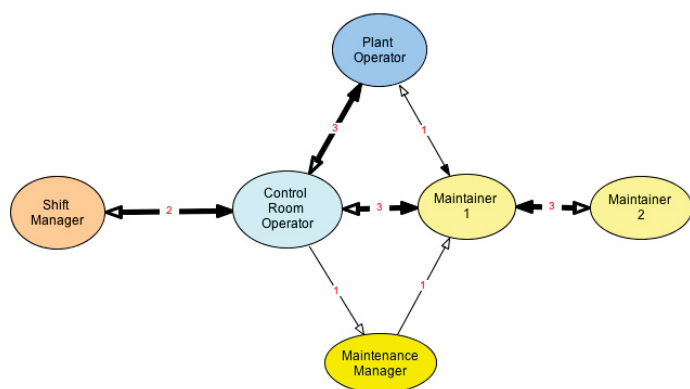 Plant
Operator
3
1
Shift
Manager
2
Control
Room
Operator
3
Maintainer
1
3
Maintainer
2
1
1
Maintenance
Manager